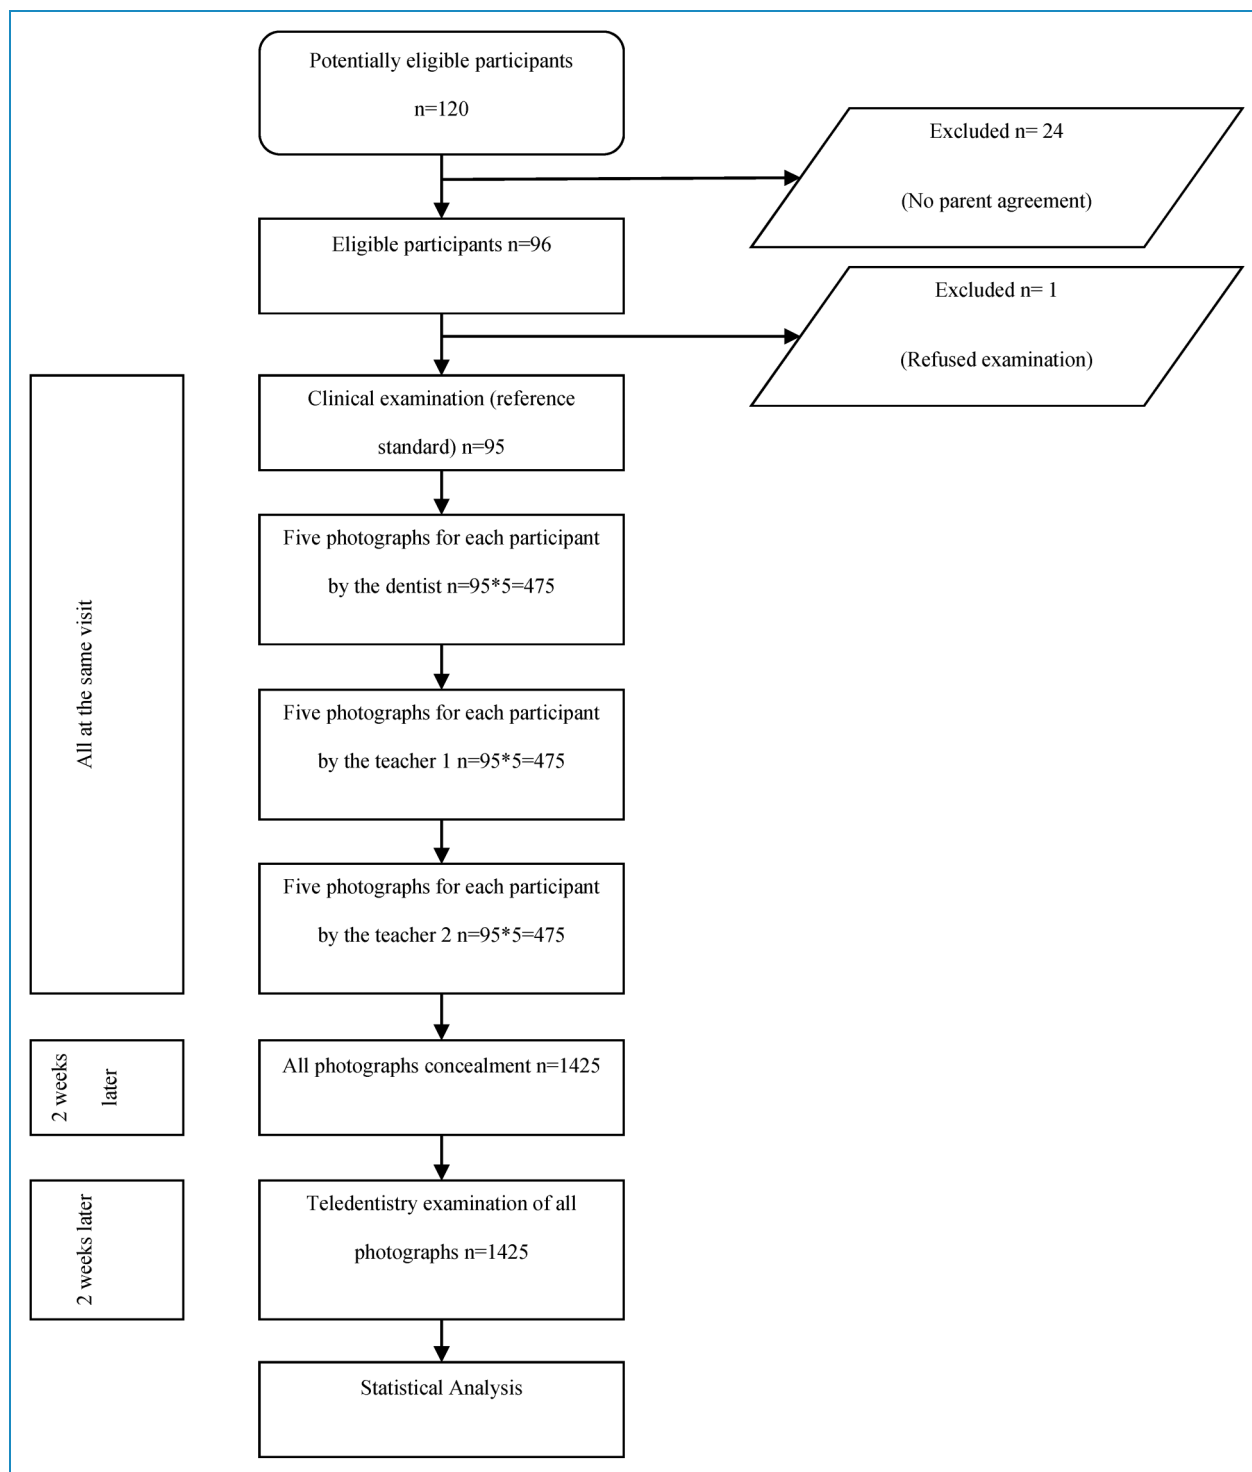 Potentially eligible participants
n=120
Excluded n= 24
(No parent agreement)
Eligible participants n=96
Excluded n= 1
(Refused examination)
All at the same visit
Clinical examination (reference
standard) n=95
Five photographs for each participant
by the dentist n=95*5=475
Five photographs for each participant
by the teacher 1 n=95*5=475
Five photographs for each participant
by the teacher 2 n=95*5=475
2 weeks
later
All photographs concealment n=1425
2 weeks later
Teledentistry examination of all
photographs n=1425
Statistical Analysis